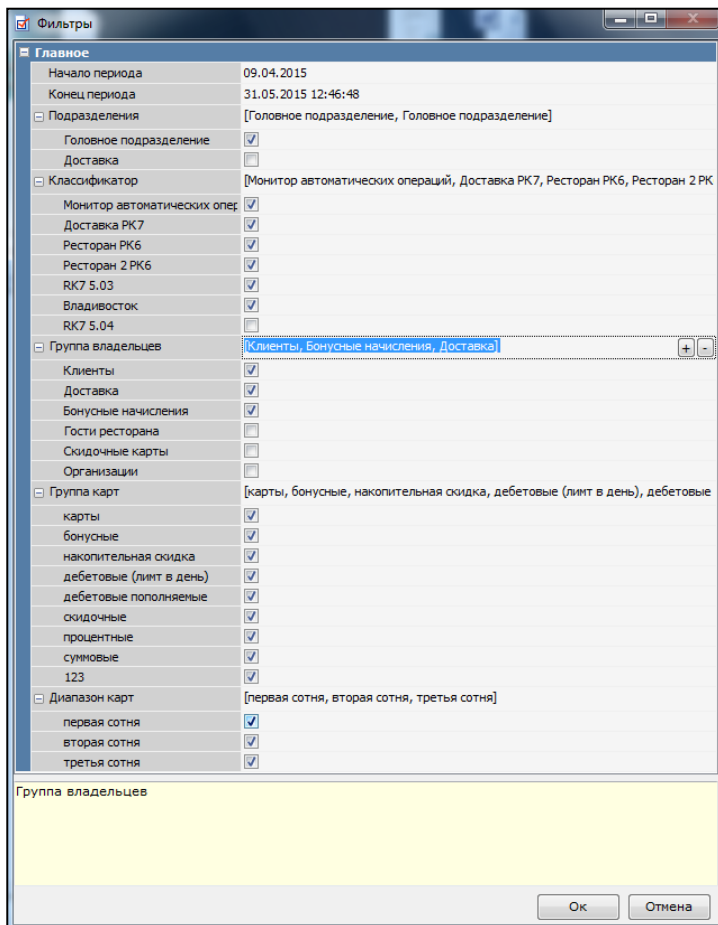 Фильтры
Главное
Начало периода 09.04.2015
Конец периода 31.05.2015 12:46:48
Подразделения [Головное подразделение, Головное подразделение]
Головное подразделение
Доставка
Классификатор [Монитор автоматических операций, Доставка РК7, Ресторан РК6, Ресторан 2 РК
Монитор автоматических опер
Доставка РК7
Ресторан РК6
Ресторан 2 РК6
RK7 5.03
Владивосток
RK7 5.04
Группа владельцев [Клиенты, Бонусные начисления, Доставка] + -
Клиенты
Доставка
Бонусные начисления
Гости ресторана
Скидочные карты
Организации
Группа карт [карты, бонусные, накопительная скидка, дебетовые (лимт в день), дебетовые
карты
бонусные
накопительная скидка
дебетовые (лимт в день)
дебетовые пополняемые
скидочные
процентные
суммовые
123
Диапазон карт [первая сотня, вторая сотня, третья сотня]
первая сотня
вторая сотня
третья сотня
Группа владельцев
Ок Отмена